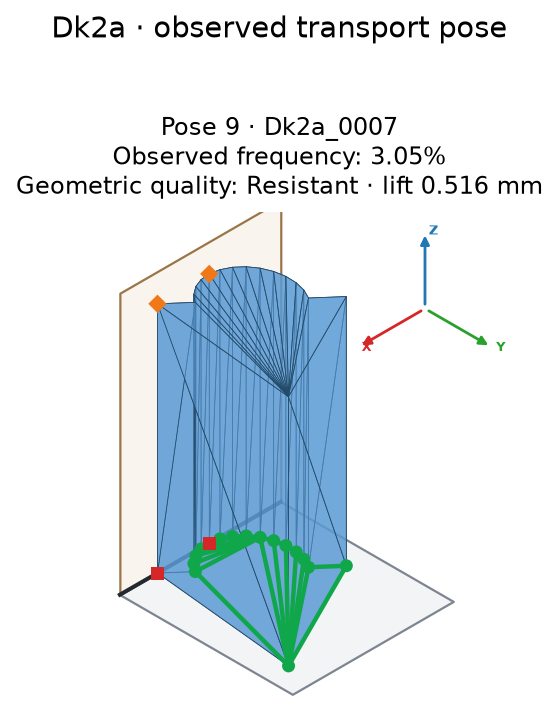 Dk2a · observed transport pose
Pose 9 · Dk2a_0007
Observed frequency: 3.05%
Geometric quality: Resistant · lift 0.516 mm
Z
X
Y